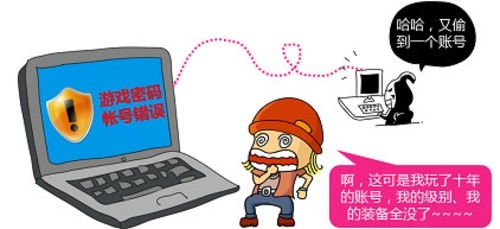 游戏密码
帐号错误
哈哈，又偷
到一个账号
啊，这可是我玩了十年
的账号，我的级别、我
的装备全没了~~~~